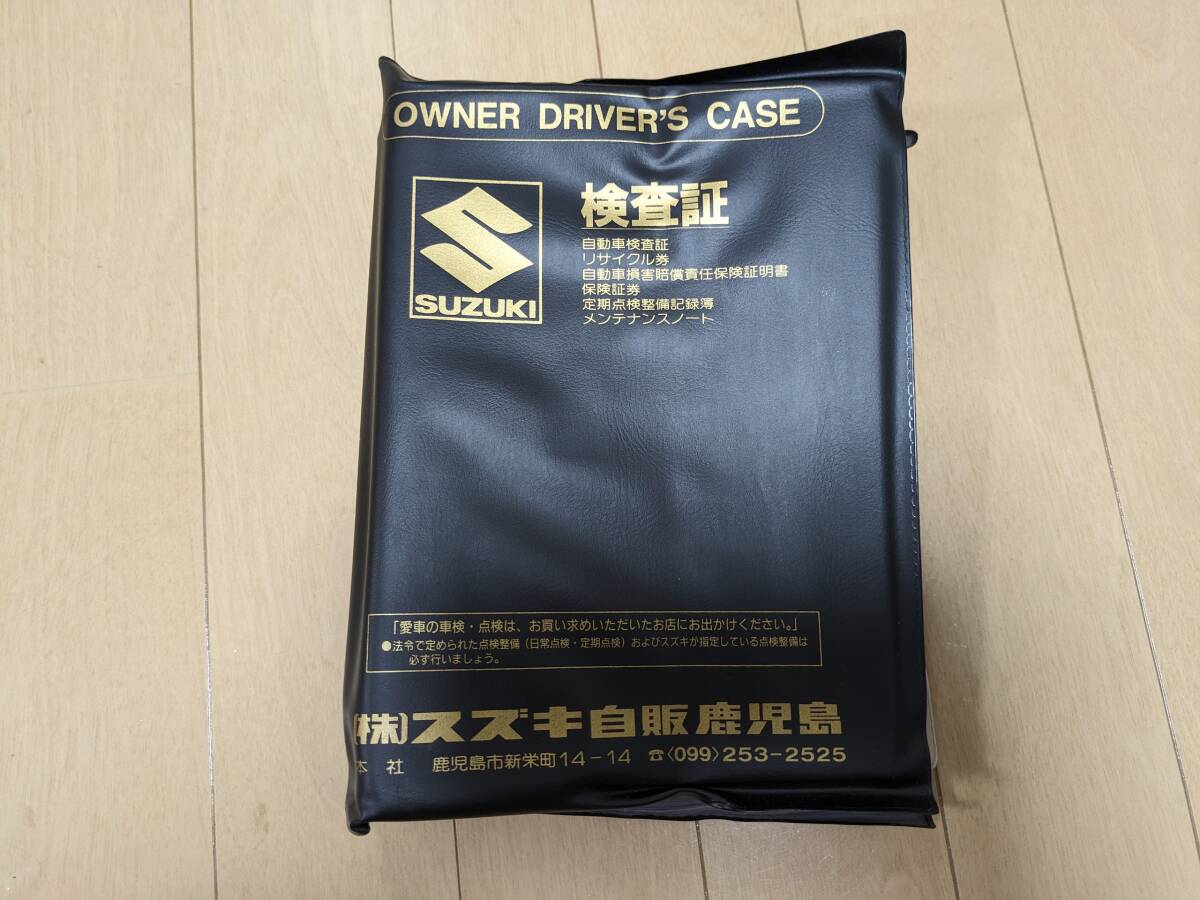 OWNER DRIVER'S CASE
SUZUKI
検査証
自動車検査証
リサイクル券
自動車損害賠償責任保険証明書
保険証券
定期点検整備記録簿
メンテナンスノート
「愛車の車検・点検は、お買い求めいただいたお店にお出かけください。」
●法令で定められた点検整備(日常点検・定期点検)およびスズキが指定している点検整備は
必ず行いましょう。
(株)スズキ自販鹿児島
本社 鹿児島市新栄町14-14 ☎〈099〉253-2525